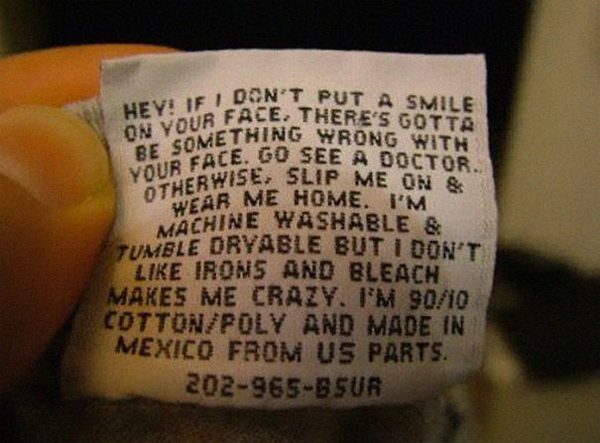 HEY! IF I DON'T PUT A SMILE
ON YOUR FACE, THERE'S GOTTA
BE SOMETHING WRONG WITH
YOUR FACE. GO SEE A DOCTOR.
OTHERWISE, SLIP ME ON &
WEAR ME HOME. I'M
MACHINE WASHABLE &
TUMBLE DRYABLE BUT I DON'T
LIKE IRONS AND BLEACH
MAKES ME CRAZY. I'M 90/10
COTTON/POLY AND MADE IN
MEXICO FROM US PARTS.
202-965-BSUR